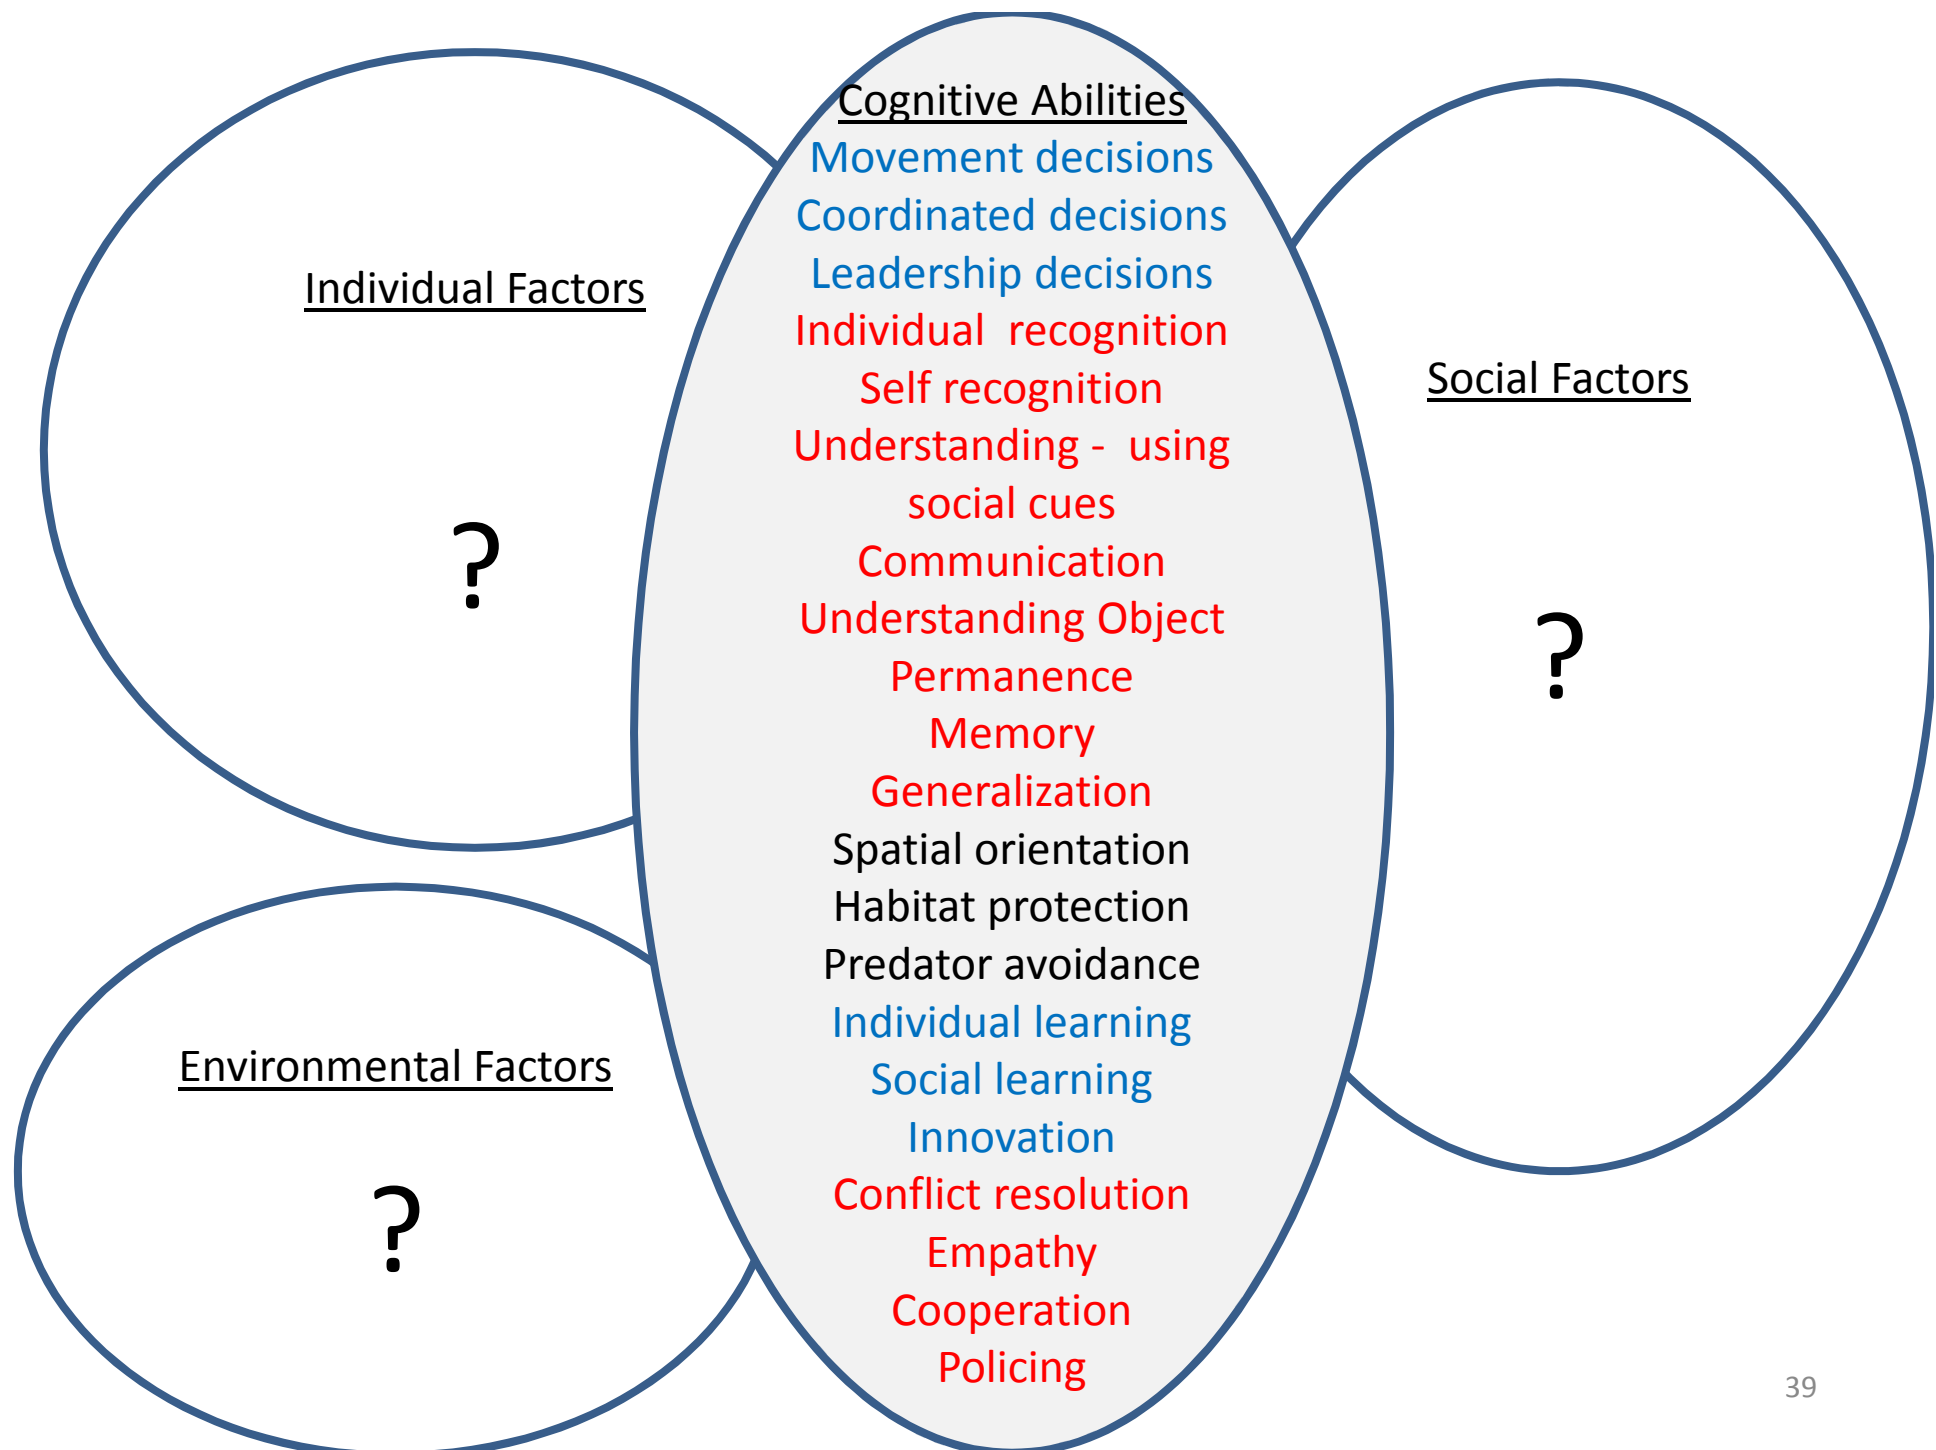 Individual Factors
?
Environmental Factors
?
Cognitive Abilities
Movement decisions
Coordinated decisions
Leadership decisions
Individual  recognition
Self recognition
Understanding -  using
social cues
Communication
Understanding Object
Permanence
Memory
Generalization
Spatial orientation
Habitat protection
Predator avoidance
Individual learning
Social learning
Innovation
Conflict resolution
Empathy
Cooperation
Policing
Social Factors
?
39